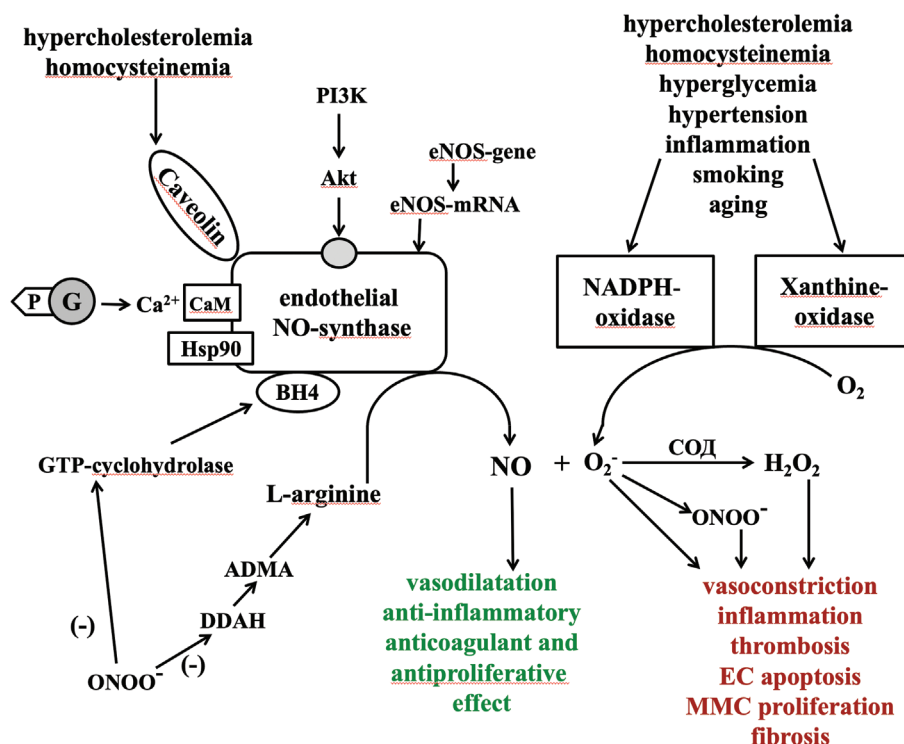 hypercholesterolemia
homocysteinemia
PI3K
Akt
eNOS-gene
eNOS-mRNA
Caveolin
P
G
Ca²⁺
CaM
Hsp90
endothelial
NO-synthase
BH4
GTP-cyclohydrolase
L-arginine
ADMA
DDAH
(-)
(-)
ONOO⁻
hypercholesterolemia
homocysteinemia
hyperglycemia
hypertension
inflammation
smoking
aging
NADPH-
oxidase
Xanthine-
oxidase
O₂
NO + O₂⁻
СОД
H₂O₂
ONOO⁻
vasodilatation
anti-inflammatory
anticoagulant and
antiproliferative
effect
vasoconstriction
inflammation
thrombosis
EC apoptosis
MMC proliferation
fibrosis